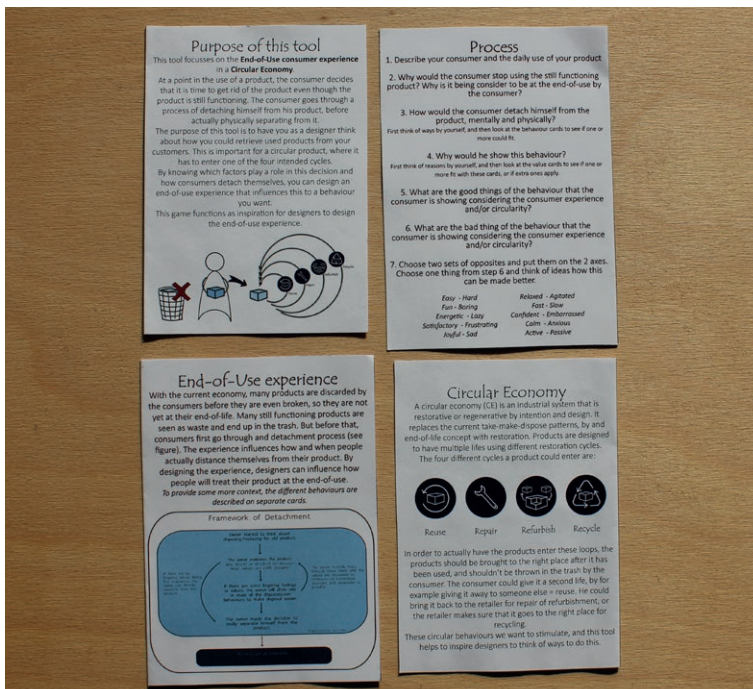 Purpose of this tool
This tool focusses on the End-of-Use consumer experience
in a Circular Economy
At a point in the use of a product, the consumer decides
that it is time to get rid of the product even though the
product is still functioning. The consumer goes through a
process of detaching himself from his product, before
actually physically separating from it.
The purpose of this tool is to have you as a designer think
about how you could retrieve used products from your
customers. This is important for a circular product, where it
has to enter one of the four intended cycles.
By knowing which factors play a role in this decision and
how consumers detach themselves, you can design an
end-of-use experience that influences this to a behaviour
you want.
This game functions as inspiration for designers to design
the end-of-use experience.
Process
1. Describe your consumer and the daily use of your product
2. Why would the consumer stop using the still functioning
product? Why is it being consider to be at the end-of-use by
the consumer?
3. How would the consumer detach himself from the
product, mentally and physically?
First think of ways by yourself, and then look at the behaviour cards to see if one or
more could fit.
4. Why would he show this behaviour?
First think of reasons by yourself, and then look at the value cards to see if one or
more fit with these cards, or if extra ones apply.
5. What are the good things of the behaviour that the
consumer is showing considering the consumer experience
and/or circularity?
6. What are the bad thing of the behaviour that the
consumer is showing considering the consumer experience
and/or circularity?
7. Choose two sets of opposites and put them on the 2 axes.
Choose one thing from step 6 and think of ideas how this
can be made better.
Easy - Hard
Fun - Boring
Energetic - Lazy
Satisfactory - Frustrating
Joyful - Sad
Relaxed - Agitated
Fast - Slow
Confident - Embarrassed
Calm - Anxious
Active - Passive
End-of-Use experience
With the current economy, many products are discarded by
the consumers before they are even broken, so they are not
yet at their end-of-life. Many still functioning products are
seen as waste and end up in the trash. But before that,
consumers first go through and detachment process (see
figure). The experience influences how and when people
actually distance themselves from their product. By
designing the experience, designers can influence how
people will treat their product at the end-of-use.
To provide some more context, the different behaviours are
described on separate cards.
Framework of Detachment
Circular Economy
A circular economy (CE) is an industrial system that is
restorative or regenerative by intention and design. It
replaces the current take-make-dispose patterns, by and
end-of-life concept with restoration. Products are designed
to have multiple lifes using different restoration cycles.
The four different cycles a product could enter are:
Reuse
Repair
Refurbish
Recycle
In order to actually have the products enter these loops, the
products should be brought to the right place after it has
been used, and shouldn't be thrown in the trash by the
consumer. The consumer could give it a second life, by for
example giving it away to someone else = reuse. He could
bring it back to the retailer for repair of refurbishment, or
the retailer makes sure that it goes to the right place for
recycling.
These circular behaviours we want to stimulate, and this tool
helps to inspire designers to think of ways to do this.